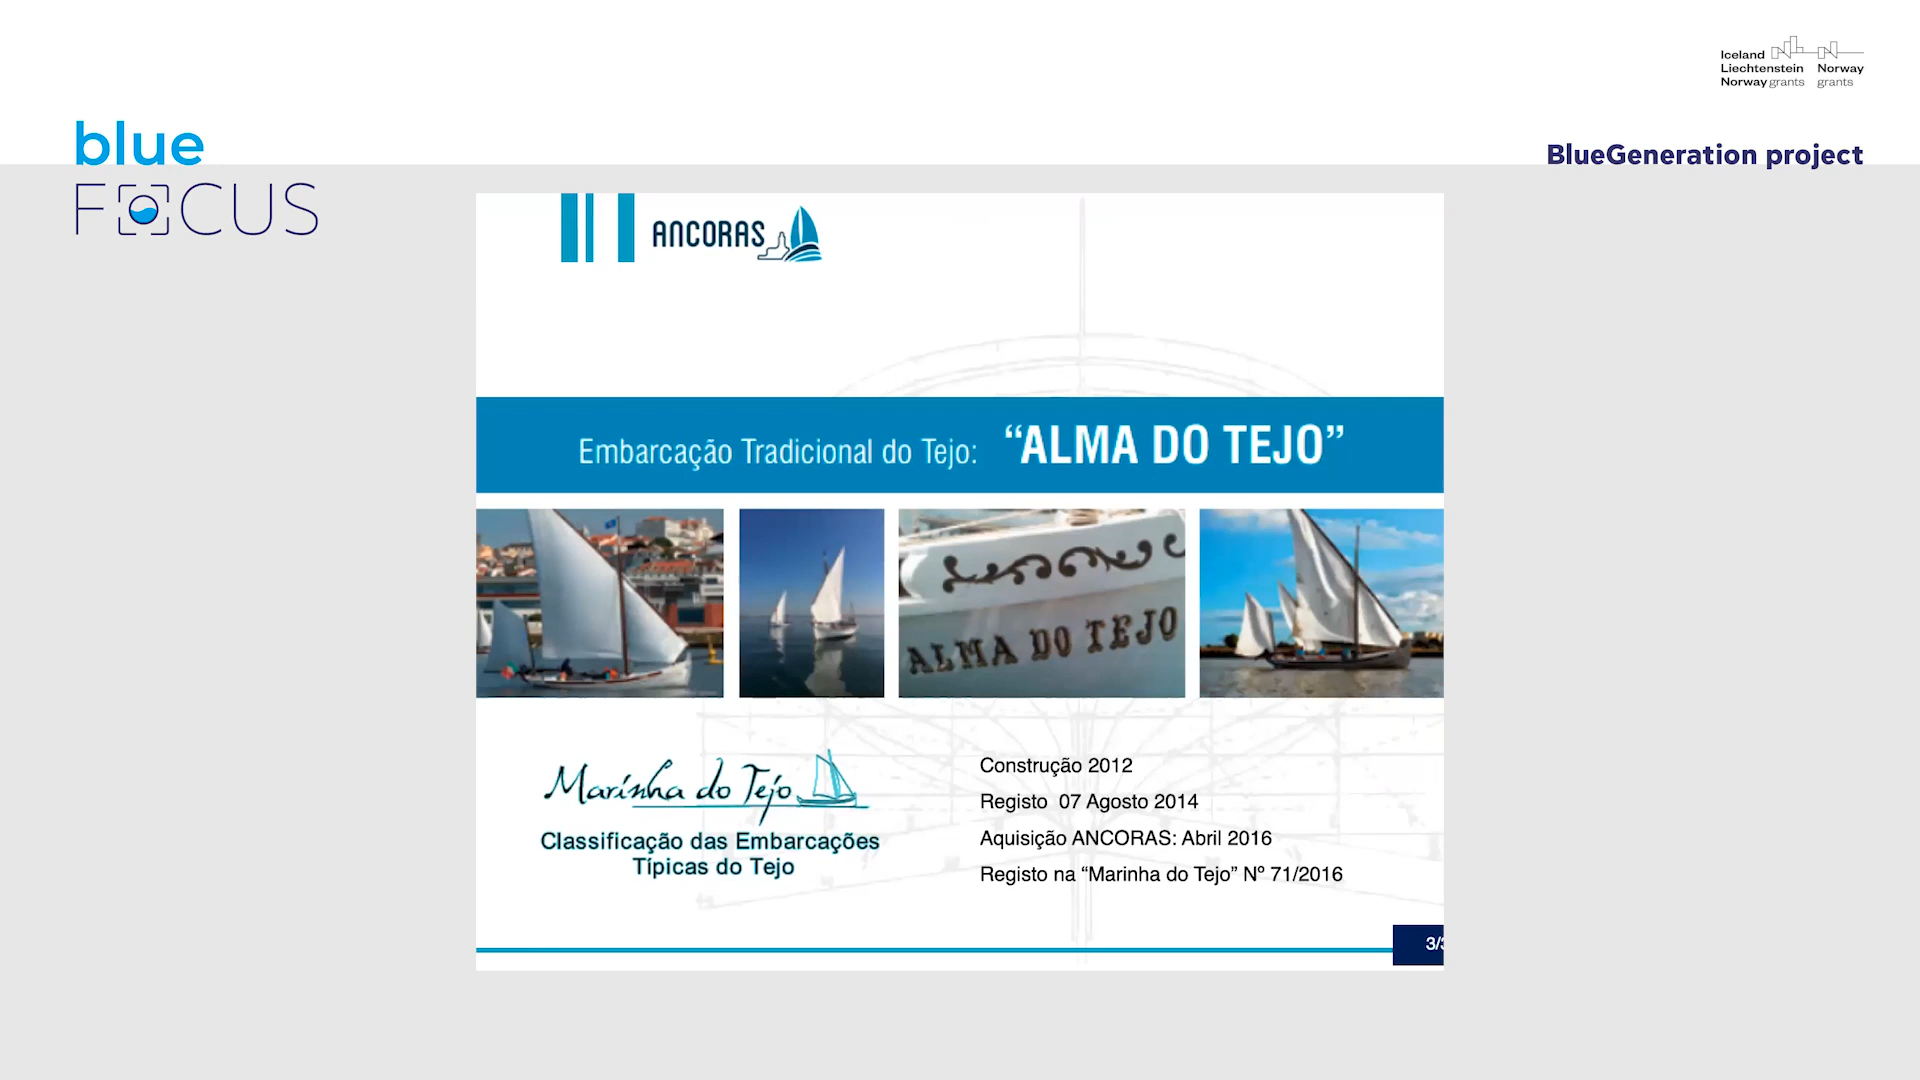 Iceland
Liechtenstein Norway
Norway grants grants
blue
FOCUS
BlueGeneration project
ANCORAS
Embarcação Tradicional do Tejo: “ALMA DO TEJO”
ALMA DO TEJO
Marinha do Tejo
Classificação das Embarcações
Típicas do Tejo
Construção 2012
Registo 07 Agosto 2014
Aquisição ANCORAS: Abril 2016
Registo na “Marinha do Tejo” Nº 71/2016